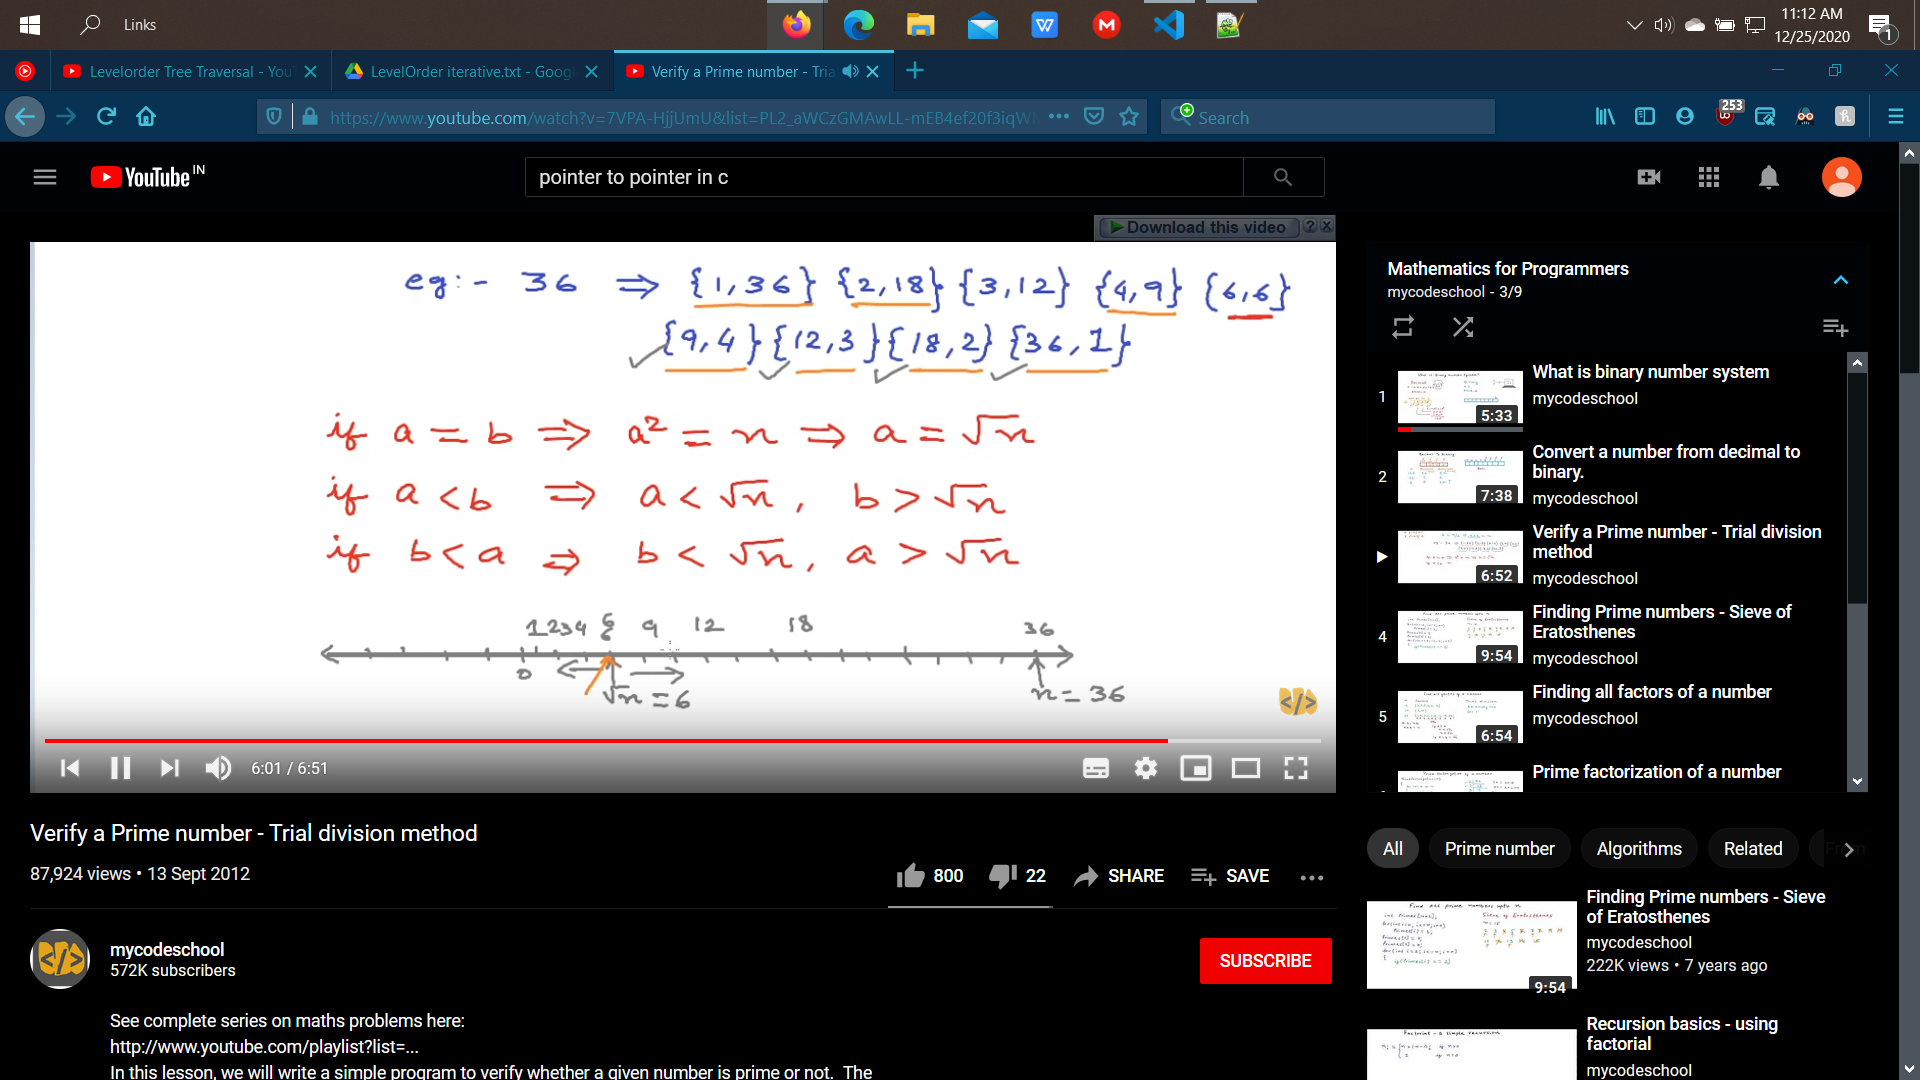 Links
11:12 AM
12/25/2020
1
Levelorder Tree Traversal - You
LevelOrder iterative.txt - Goog
Verify a Prime number - Tria
https://www.youtube.com/watch?v=7VPA-HjjUmU&list=PL2_aWCzGMAwLL-mEB4ef20f3iqW
Search
253
YouTube IN
pointer to pointer in c
Download this video
eg:- 36 ⇒ {1,36} {2,18} {3,12} {4,9} {6,6}
{9,4} {12,3} {18,2} {36,1}
if a = b ⇒ a² = n ⇒ a = √n
if a < b ⇒ a < √n, b > √n
if b < a ⇒ b < √n, a > √n
1 2 3 4 6 9 12 18 36
0
√n = 6
n = 36
</>
6:01 / 6:51
Mathematics for Programmers
mycodeschool - 3/9
1
What is binary number system
mycodeschool
5:33
2
Convert a number from decimal to
binary.
mycodeschool
7:38
Verify a Prime number - Trial division
method
mycodeschool
6:52
4
Finding Prime numbers - Sieve of
Eratosthenes
mycodeschool
9:54
5
Finding all factors of a number
mycodeschool
6:54
Prime factorization of a number
Verify a Prime number - Trial division method
87,924 views • 13 Sept 2012
800
22
SHARE
SAVE
mycodeschool
572K subscribers
SUBSCRIBE
See complete series on maths problems here:
http://www.youtube.com/playlist?list=...
In this lesson, we will write a simple program to verify whether a given number is prime or not. The
All
Prime number
Algorithms
Related
From
Finding Prime numbers - Sieve
of Eratosthenes
mycodeschool
222K views • 7 years ago
9:54
Recursion basics - using
factorial
mycodeschool